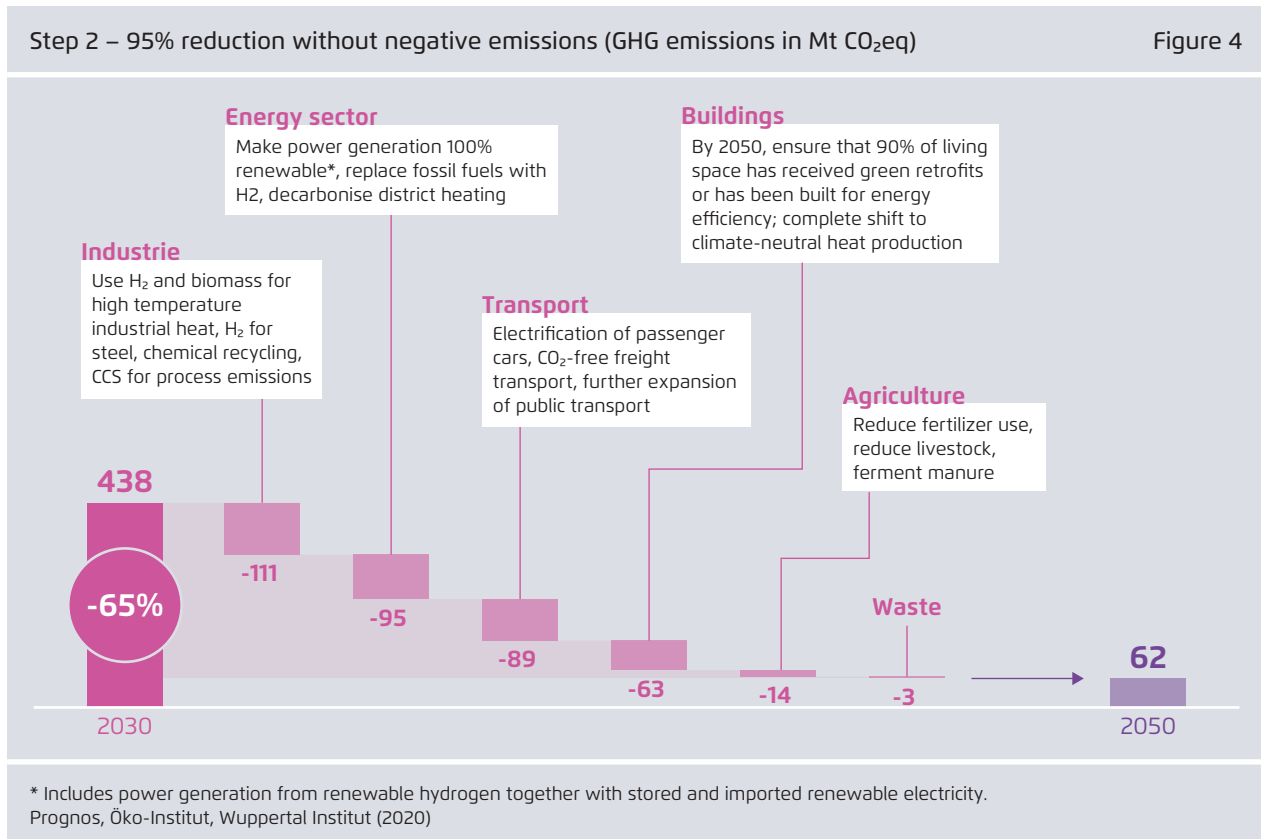 Step 2 – 95% reduction without negative emissions (GHG emissions in Mt CO₂eq)
Figure 4
Energy sector
Make power generation 100%
renewable*, replace fossil fuels with
H2, decarbonise district heating
Buildings
By 2050, ensure that 90% of living
space has received green retrofits
or has been built for energy
efficiency; complete shift to
climate-neutral heat production
Industrie
Use H₂ and biomass for
high temperature
industrial heat, H₂ for
steel, chemical recycling,
CCS for process emissions
Transport
Electrification of passenger
cars, CO₂-free freight
transport, further expansion
of public transport
Agriculture
Reduce fertilizer use,
reduce livestock,
ferment manure
438
-65%
-111
-95
-89
-63
-14
Waste
-3
62
2030
2050
* Includes power generation from renewable hydrogen together with stored and imported renewable electricity.
Prognos, Öko-Institut, Wuppertal Institut (2020)